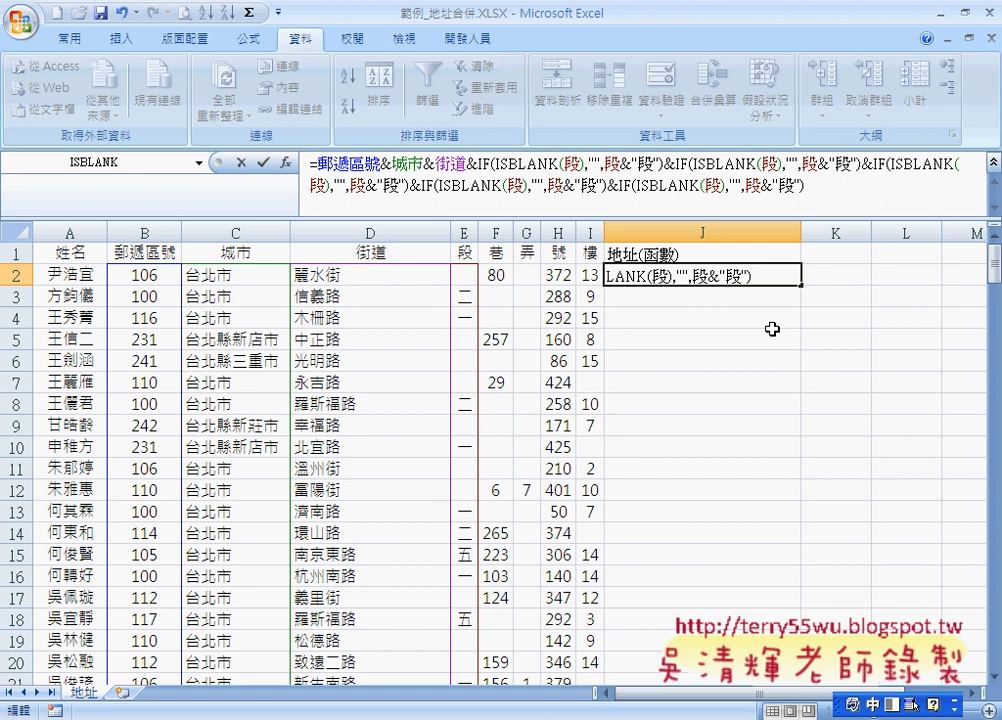 範例_地址合併.XLSX - Microsoft Excel
常用 插入 版面配置 公式 資料 校閱 檢視 開發人員
從 Access
從 Web
從文字檔
從其他來源
現有連線
取得外部資料
全部重新整理
連線
內容
編輯連結
連線
排序
篩選
清除
重新套用
進階
排序與篩選
資料剖析 移除重複 資料驗證 合併彙算 假設狀況分析
資料工具
群組 取消群組 小計
大綱
ISBLANK
=郵遞區號&城市&街道&IF(ISBLANK(段),"",段&"段")&IF(ISBLANK(段),"",段&"段")&IF(ISBLANK(
段),"",段&"段")&IF(ISBLANK(段),"",段&"段")&IF(ISBLANK(段),"",段&"段")
A B C D E F G H I J K L M
1 姓名 郵遞區號 城市 街道 段 巷 弄 號 樓 地址(函數)
2 尹浩宜 106 台北市 麗水街 80 372 13 LANK(段),"",段&"段")
3 方鈞儀 100 台北市 信義路 二 288 9
4 王秀菁 116 台北市 木柵路 一 292 15
5 王信二 231 台北縣新店市 中正路 257 160 8
6 王劍涵 241 台北縣三重市 光明路 86 15
7 王麗雁 110 台北市 永吉路 29 424
8 王儷君 100 台北市 羅斯福路 二 258 10
9 甘皓齡 242 台北縣新莊市 幸福路 171 7
10 申稚方 231 台北縣新店市 北宜路 一 425
11 朱郁婷 106 台北市 溫州街 210 2
12 朱雅惠 110 台北市 富陽街 6 7 401 10
13 何其霖 100 台北市 濟南路 一 50 7
14 何東和 114 台北市 環山路 二 265 374
15 何俊賢 105 台北市 南京東路 五 223 306 14
16 何轉好 100 台北市 杭州南路 一 103 140 14
17 吳佩璇 112 台北市 義里街 124 347 12
18 吳宜靜 117 台北市 羅斯福路 五 292 3
19 吳林健 110 台北市 松德路 142 9
20 吳松融 112 台北市 致遠二路 159 346 14
106 台北市 新生南路 一 156 1 379
http://terry55wu.blogspot.tw
吳清輝老師錄製
地址
編輯
中